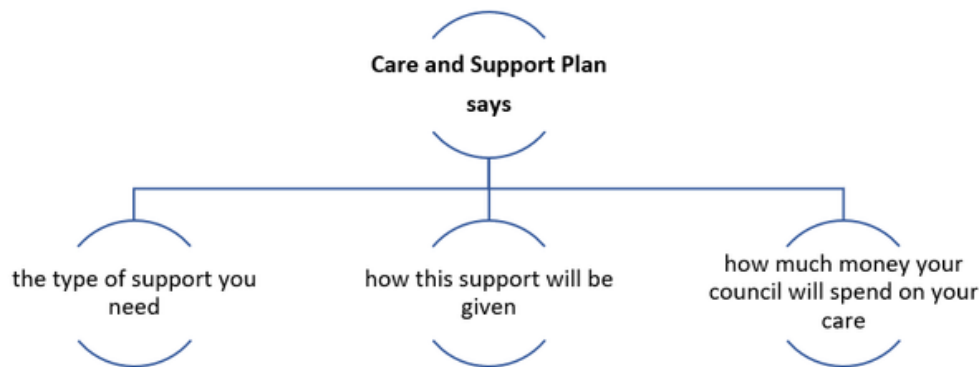 Care and Support Plan
says
the type of support you
need
how this support will be
given
how much money your
council will spend on your
care